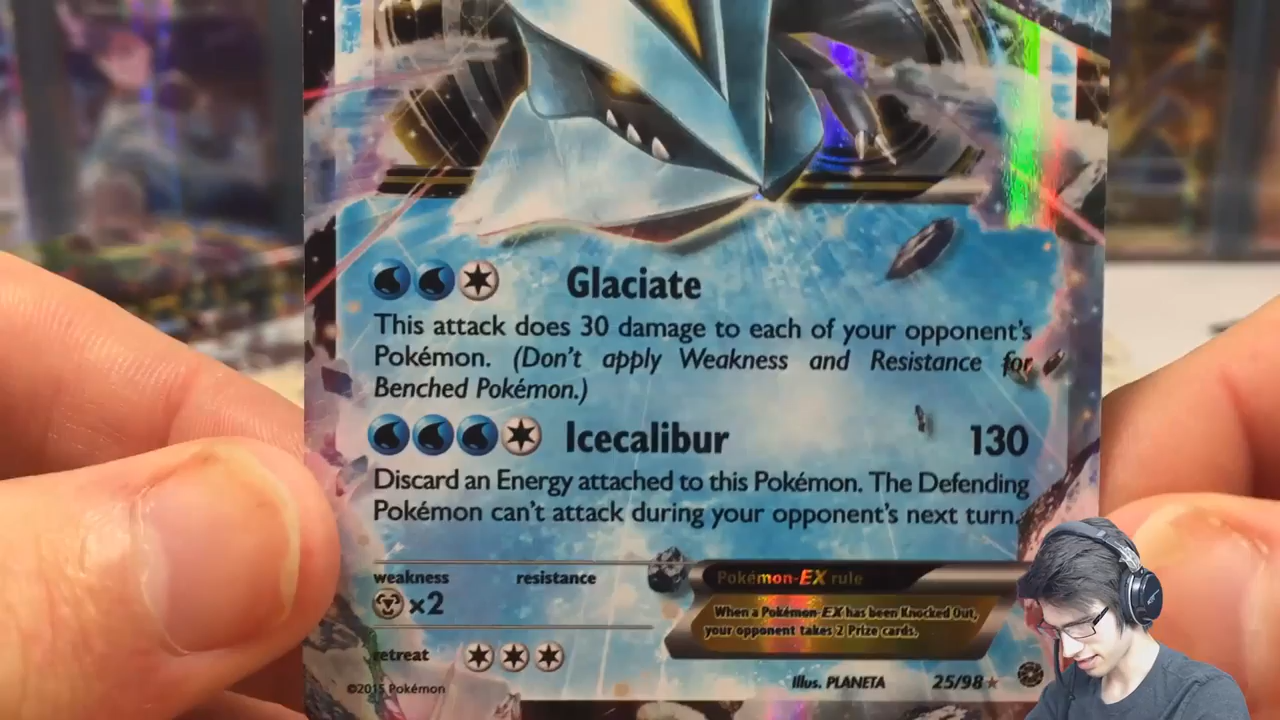 Glaciate
This attack does 30 damage to each of your opponent's
Pokémon. (Don't apply Weakness and Resistance for
Benched Pokémon.)
Icecalibur 130
Discard an Energy attached to this Pokémon. The Defending
Pokémon can't attack during your opponent's next turn.
weakness resistance
×2
retreat
Pokémon-EX rule
When a Pokémon-EX has been Knocked Out,
your opponent takes 2 Prize cards.
©2015 Pokémon
Illus. PLANETA 25/98